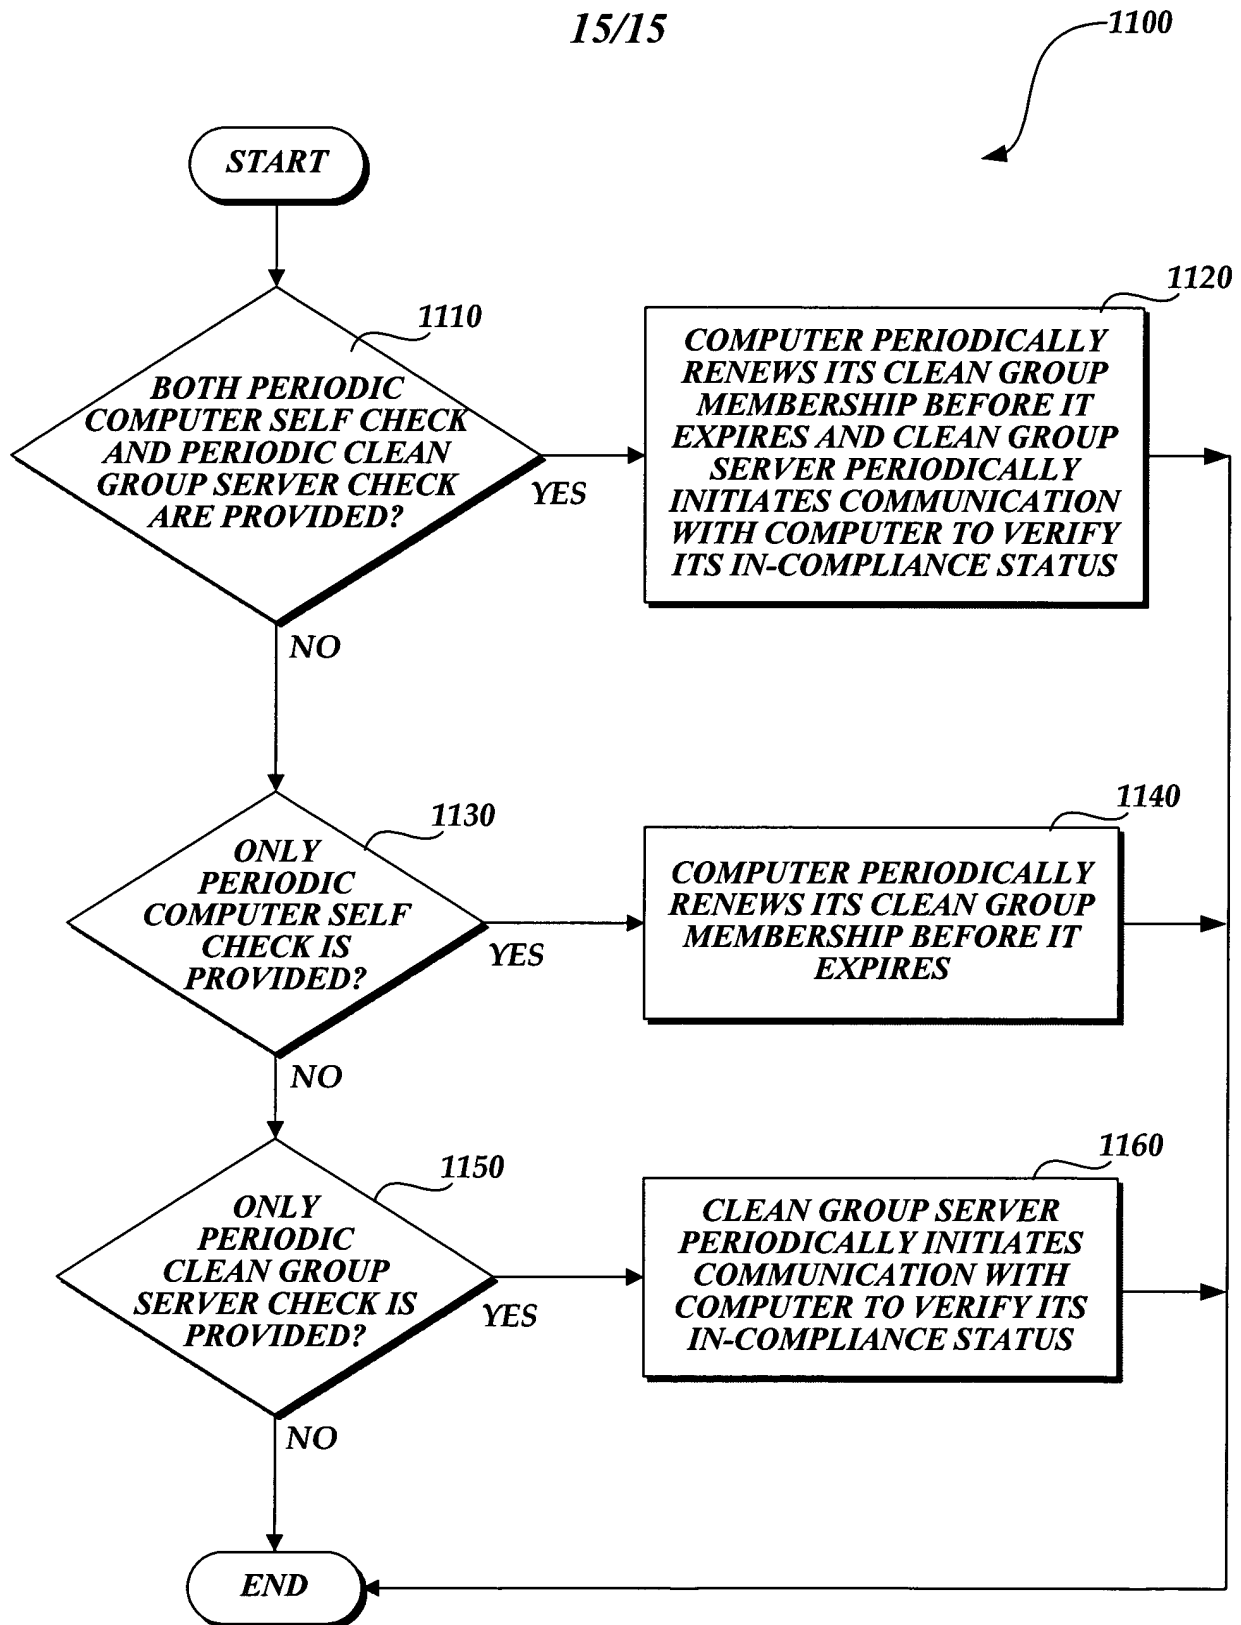 15/15
1100
START
1110
BOTH PERIODIC
COMPUTER SELF CHECK
AND PERIODIC CLEAN
GROUP SERVER CHECK
ARE PROVIDED?
YES
NO
1120
COMPUTER PERIODICALLY
RENEWS ITS CLEAN GROUP
MEMBERSHIP BEFORE IT
EXPIRES AND CLEAN GROUP
SERVER PERIODICALLY
INITIATES COMMUNICATION
WITH COMPUTER TO VERIFY
ITS IN-COMPLIANCE STATUS
1130
ONLY
PERIODIC
COMPUTER SELF
CHECK IS
PROVIDED?
YES
NO
1140
COMPUTER PERIODICALLY
RENEWS ITS CLEAN GROUP
MEMBERSHIP BEFORE IT
EXPIRES
1150
ONLY
PERIODIC
CLEAN GROUP
SERVER CHECK IS
PROVIDED?
YES
NO
1160
CLEAN GROUP SERVER
PERIODICALLY INITIATES
COMMUNICATION WITH
COMPUTER TO VERIFY ITS
IN-COMPLIANCE STATUS
END